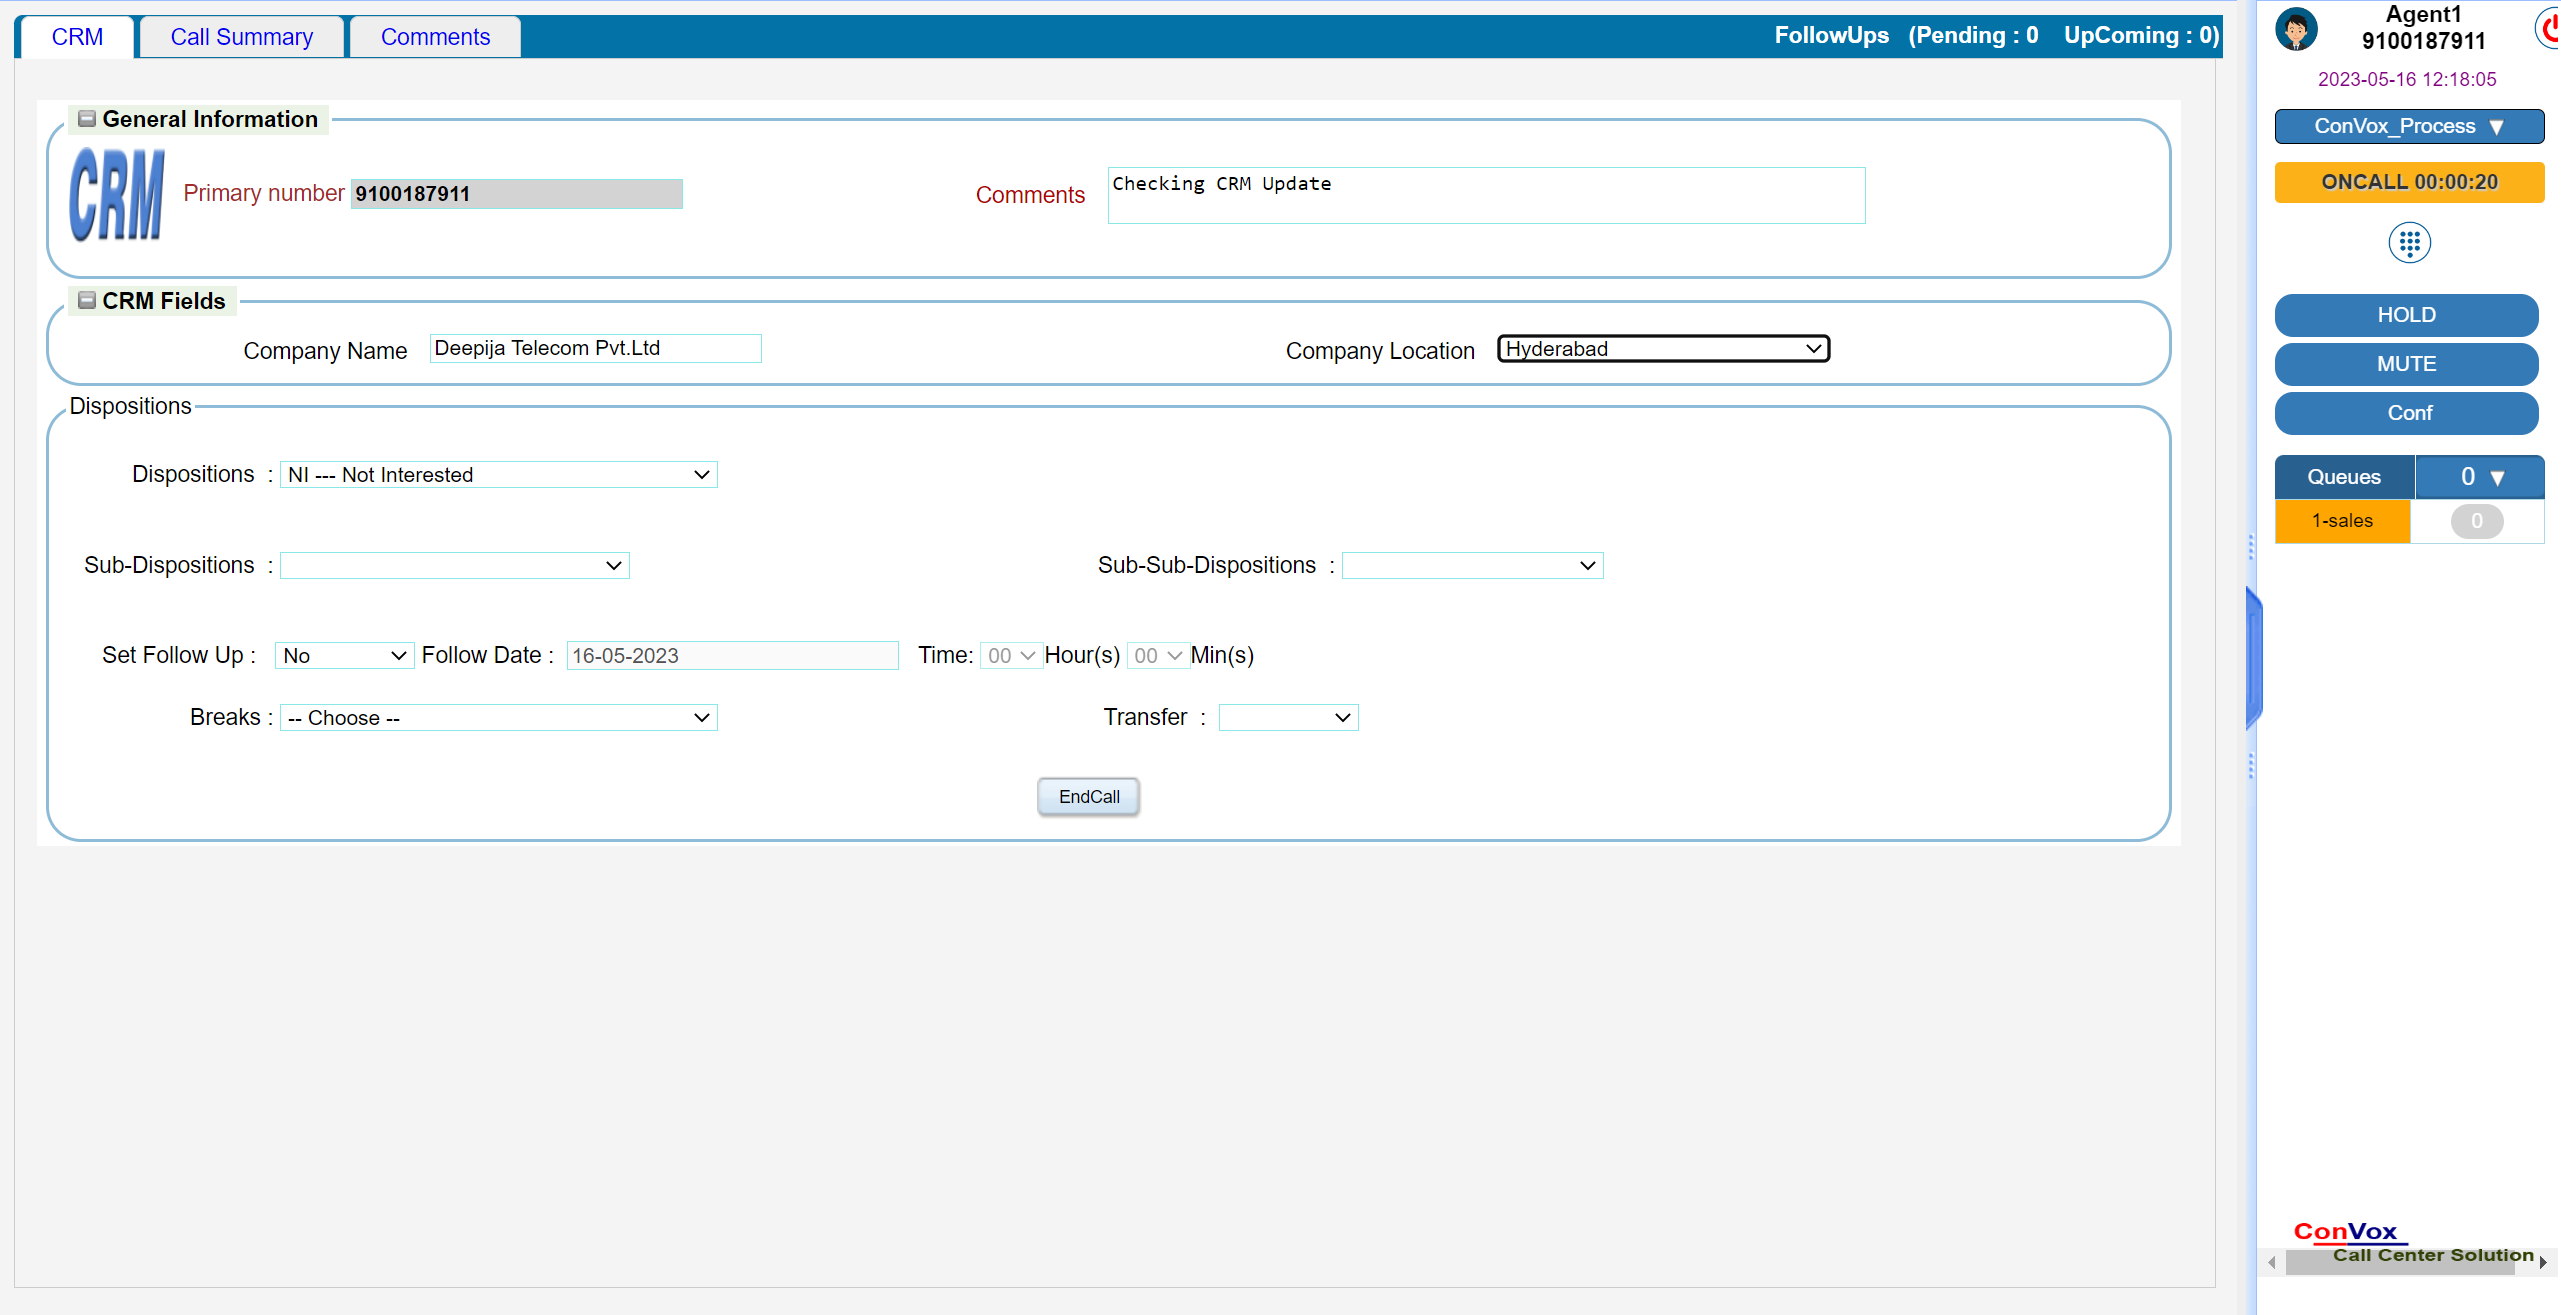 CRM
Call Summary
Comments
FollowUps (Pending : 0 UpComing : 0)
General Information
CRM
Primary number 9100187911
Comments Checking CRM Update
CRM Fields
Company Name Deepija Telecom Pvt.Ltd
Company Location Hyderabad
Dispositions
Dispositions : NI --- Not Interested
Sub-Dispositions :
Sub-Sub-Dispositions :
Set Follow Up : No Follow Date : 16-05-2023 Time: 00 Hour(s) 00 Min(s)
Breaks : -- Choose --
Transfer :
EndCall
Agent1
9100187911
2023-05-16 12:18:05
ConVox_Process ▼
ONCALL 00:00:20
HOLD
MUTE
Conf
Queues 0 ▼
1-sales 0
ConVox
Call Center Solution